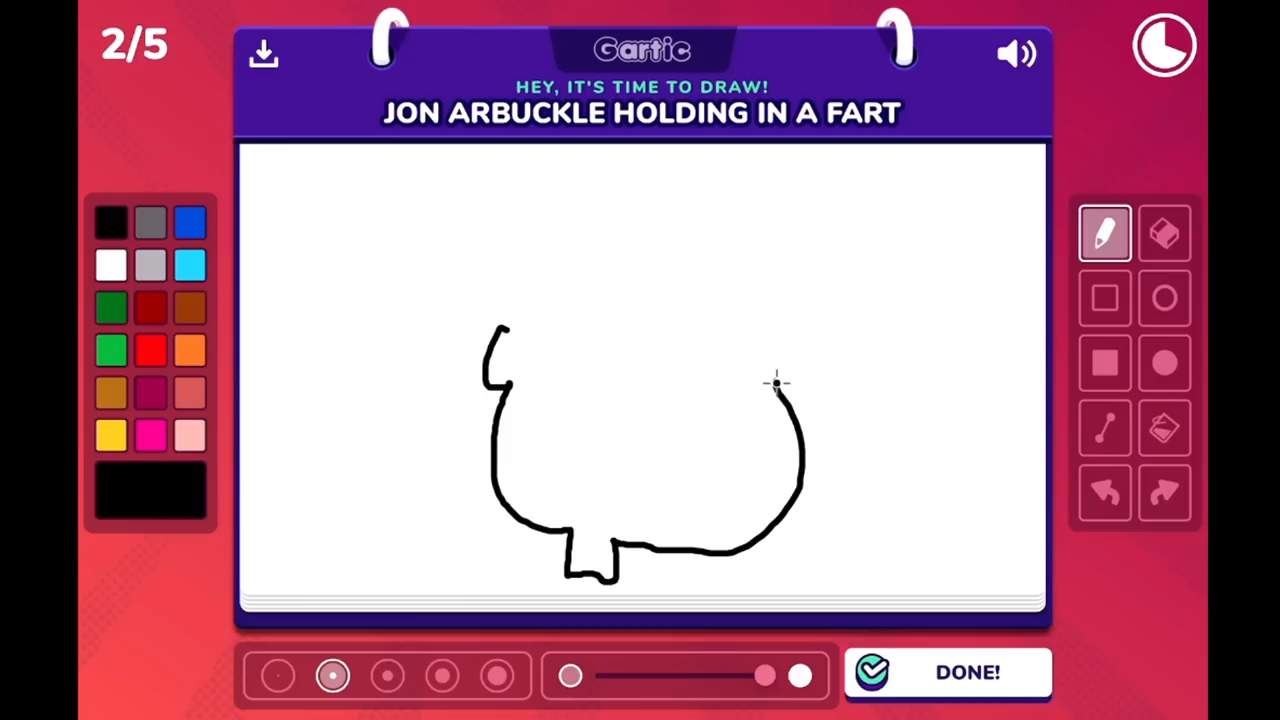 2/5
Gartic
HEY, IT'S TIME TO DRAW!
JON ARBUCKLE HOLDING IN A FART
DONE!